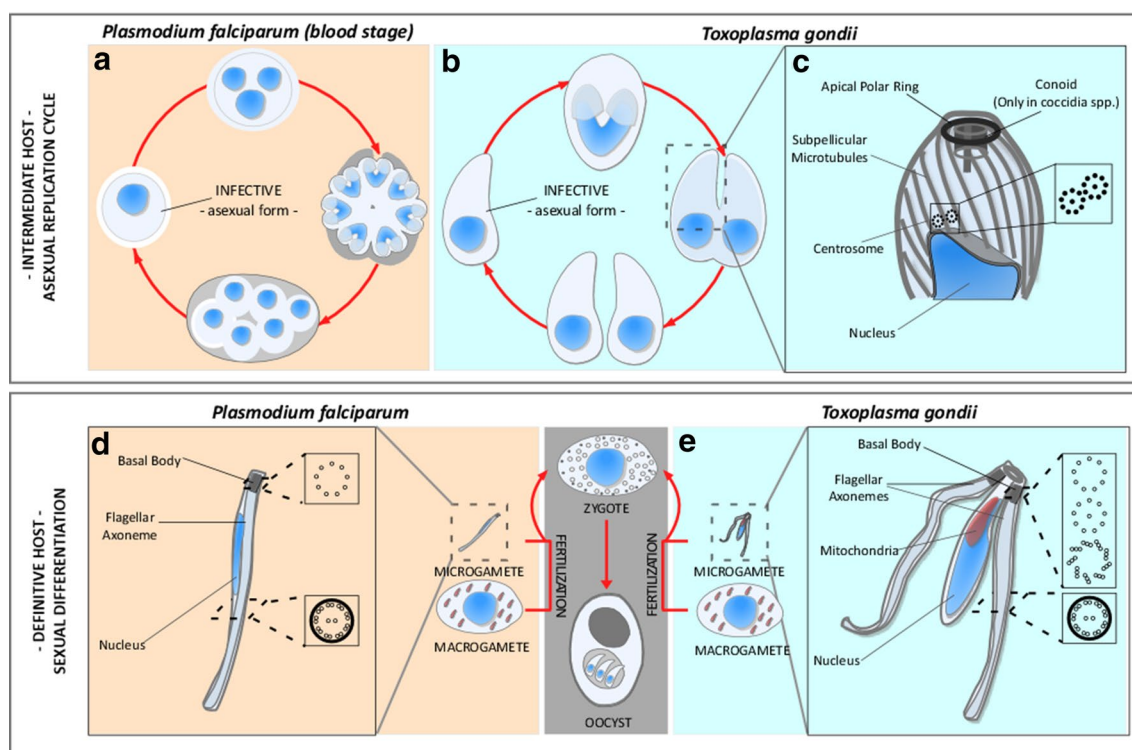 Plasmodium falciparum (blood stage)
Toxoplasma gondii
- INTERMEDIATE HOST -
ASEXUAL REPLICATION CYCLE
a
INFECTIVE
- asexual form -
b
INFECTIVE
- asexual form -
c
Apical Polar Ring
Conoid
(Only in coccidia spp.)
Subpellicular
Microtubules
Centrosome
Nucleus
- DEFINITIVE HOST -
SEXUAL DIFFERENTIATION
Plasmodium falciparum
Toxoplasma gondii
d
Basal Body
Flagellar
Axoneme
Nucleus
MICROGAMETE
MACROGAMETE
FERTILIZATION
ZYGOTE
OOCYST
e
FERTILIZATION
MICROGAMETE
MACROGAMETE
Basal Body
Flagellar
Axonemes
Mitochondria
Nucleus